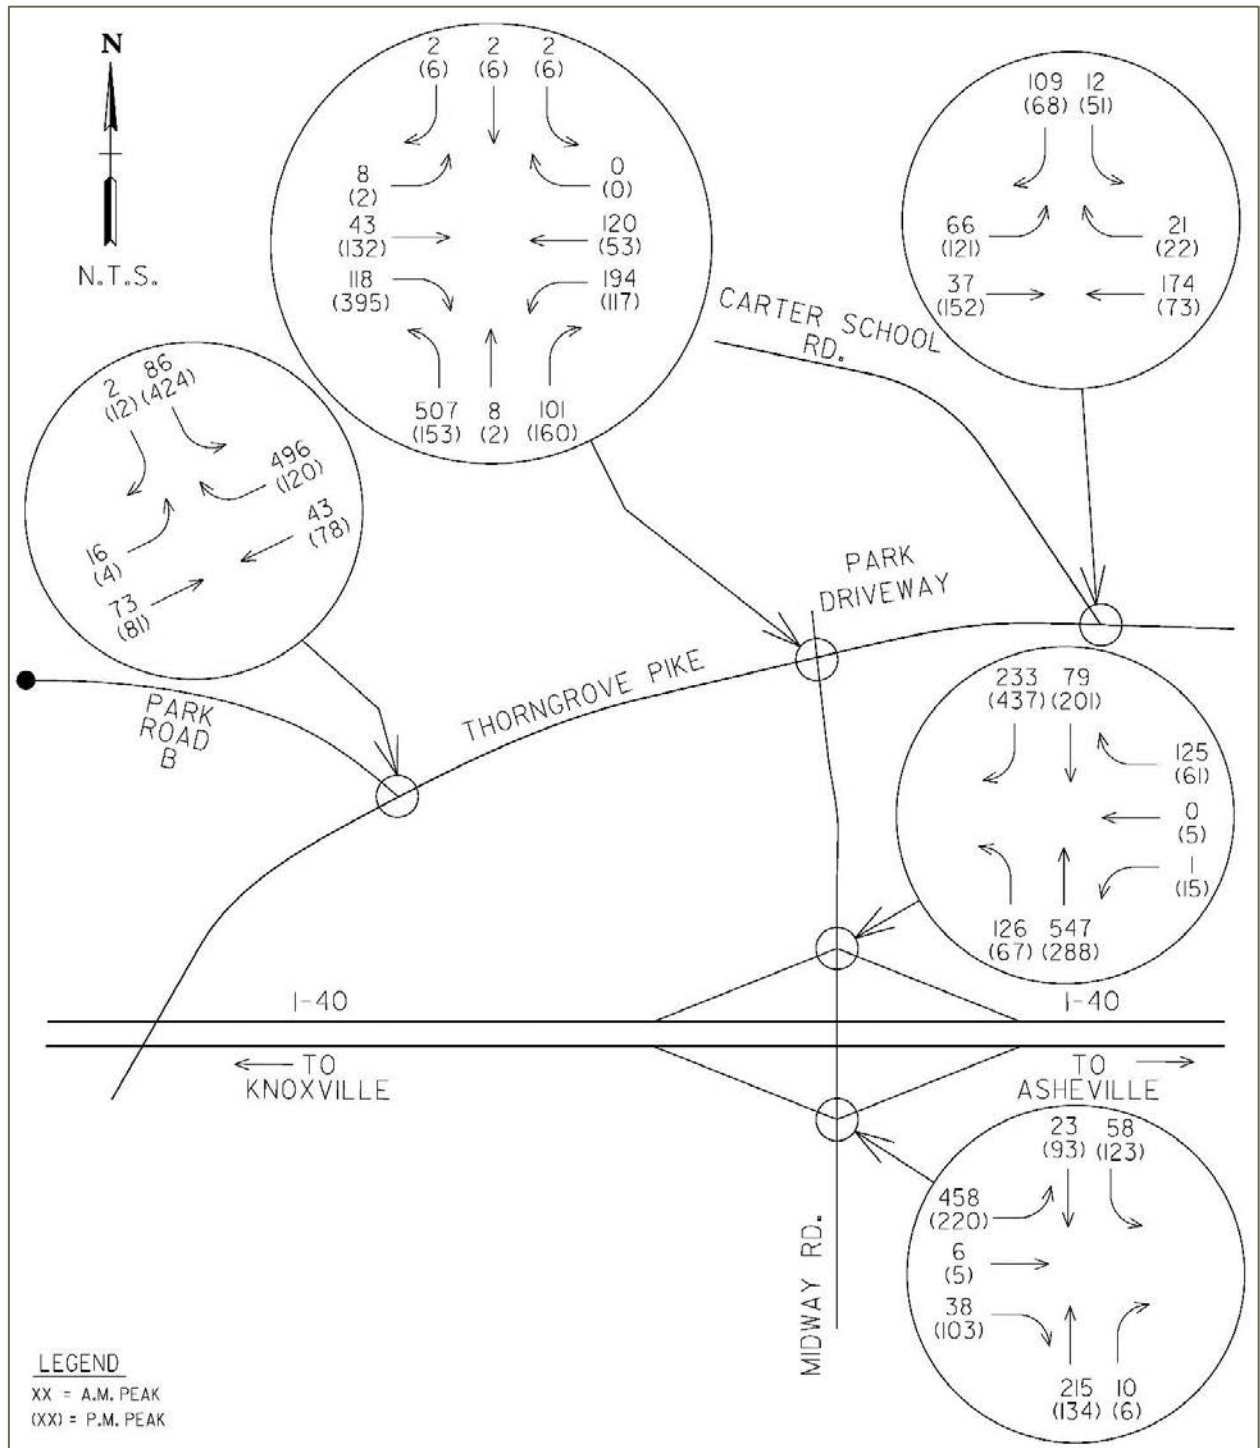 N
N.T.S.
2 2 2
(6) (6) (6)
8
(2)
43
(132)
118
(395)
0
(0)
120
(53)
194
(117)
507 8 101
(153) (2) (160)
109 12
(68) (51)
66
(121)
37
(152)
21
(22)
174
(73)
CARTER SCHOOL
RD.
2 86
(12) (424)
496
(120)
43
(78)
16
(4)
73
(81)
PARK
DRIVEWAY
PARK
ROAD
B
THORNGROVE PIKE
233 79
(437) (201)
125
(61)
0
(5)
1
(15)
126 547
(67) (288)
I-40 I-40
TO
KNOXVILLE
TO
ASHEVILLE
23 58
(93) (123)
458
(220)
6
(5)
38
(103)
215 10
(134) (6)
MIDWAY RD.
LEGEND
XX = A.M. PEAK
(XX) = P.M. PEAK